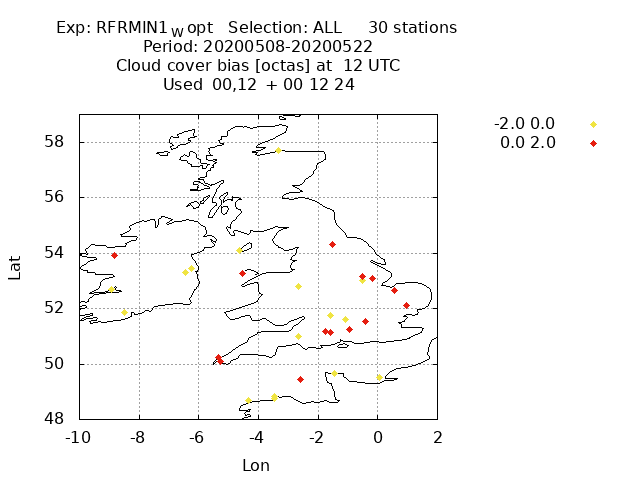 Exp: RFRMIN1_W opt   Selection: ALL     30 stations
Period: 20200508-20200522
Cloud cover bias [octas] at  12 UTC
Used  00,12  + 00 12 24
-2.0 0.0
0.0 2.0
Lat
58
56
54
52
50
48
-10 -8 -6 -4 -2 0 2
Lon